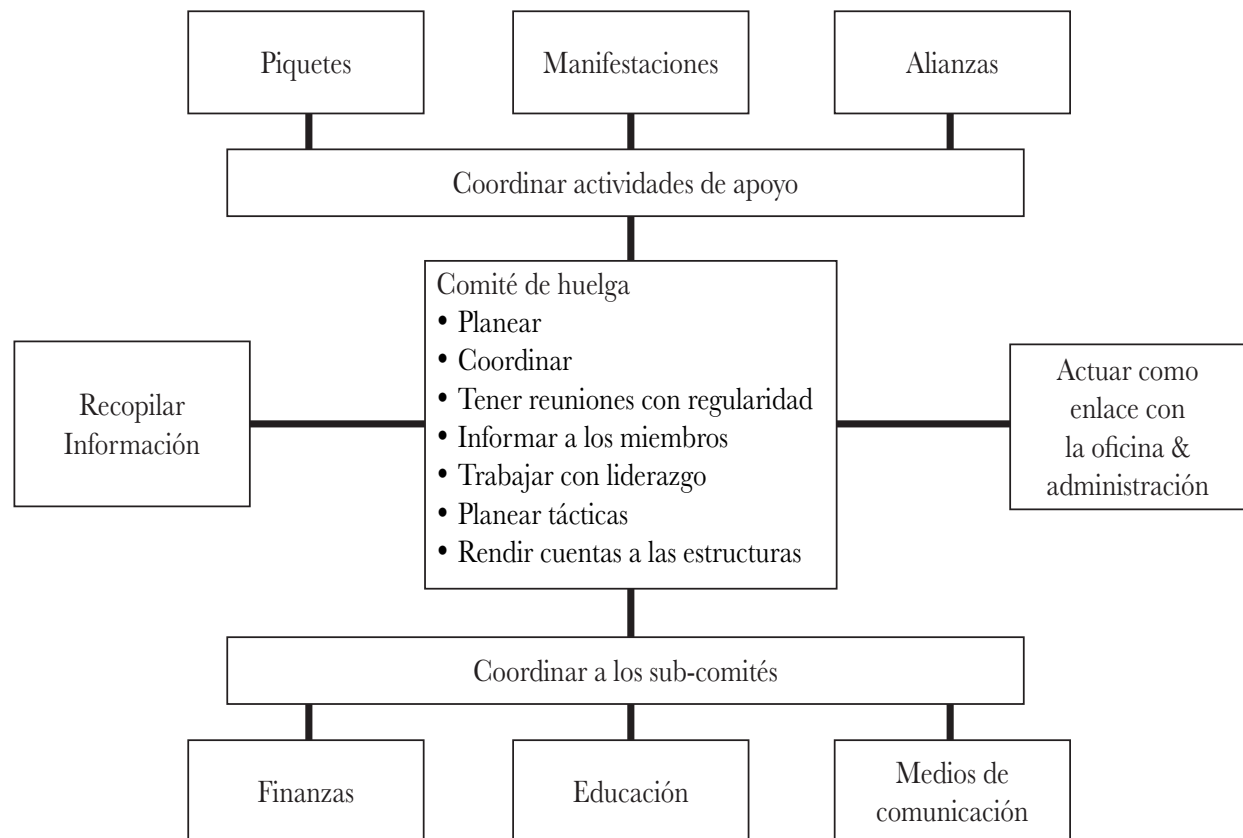 Piquetes
Manifestaciones
Alianzas
Coordinar actividades de apoyo
Comité de huelga
• Planear
• Coordinar
• Tener reuniones con regularidad
• Informar a los miembros
• Trabajar con liderazgo
• Planear tácticas
• Rendir cuentas a las estructuras
Recopilar
Información
Actuar como
enlace con
la oficina &
administración
Coordinar a los sub-comités
Finanzas
Educación
Medios de
comunicación